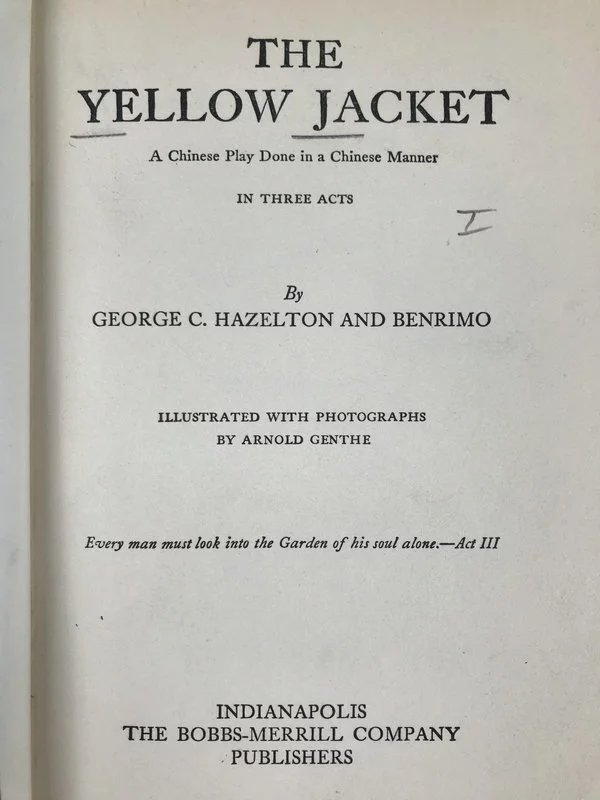 THE
YELLOW JACKET
A Chinese Play Done in a Chinese Manner
IN THREE ACTS
I
By
GEORGE C. HAZELTON AND BENRIMO
ILLUSTRATED WITH PHOTOGRAPHS
BY ARNOLD GENTHE
Every man must look into the Garden of his soul alone.—Act III
INDIANAPOLIS
THE BOBBS-MERRILL COMPANY
PUBLISHERS